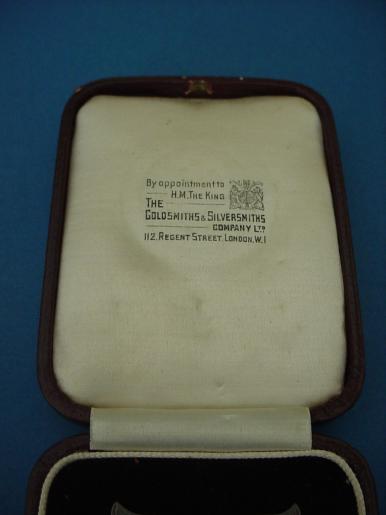 By appointment to
H.M. THE KING
THE
GOLDSMITHS & SILVERSMITHS
COMPANY LTD
112, REGENT STREET, LONDON, W.1